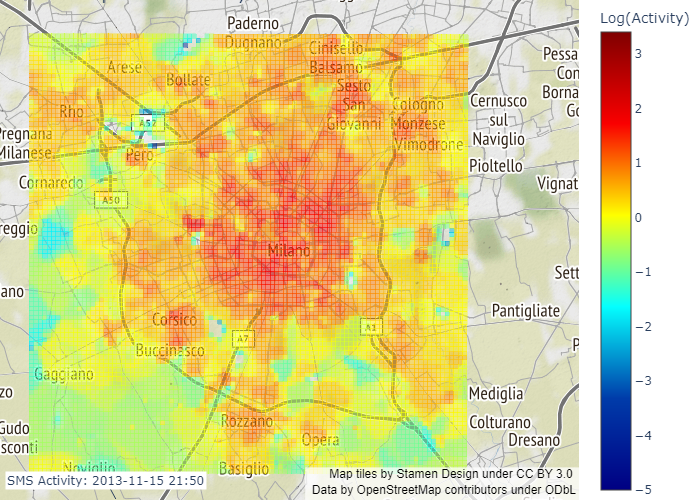 Log(Activity)
Paderno
Dugnano
Cinisello
Balsamo
Arese
Bollate
Sesto
San
Giovanni
Pessa
Con
Borna
Go
Rho
Cologno
Monzese
Vimodrone
Cernusco
sul
Naviglio
A52
Pregnana
Milanese
Pero
Pioltello
Cornaredo
Vignat
A50
reggio
Milano
Sett
ano
Pantigliate
Corsico
A7
A1
Buccinasco
P
Gaggiano
zo
Mediglia
Rozzano
Colturano
Gudo
sconti
Opera
Dresano
Noviglio
Basiglio
SMS Activity: 2013-11-15 21:50
Map tiles by Stamen Design under CC BY 3.0
Data by OpenStreetMap contributors under ODbL
3
2
1
0
−1
−2
−3
−4
−5